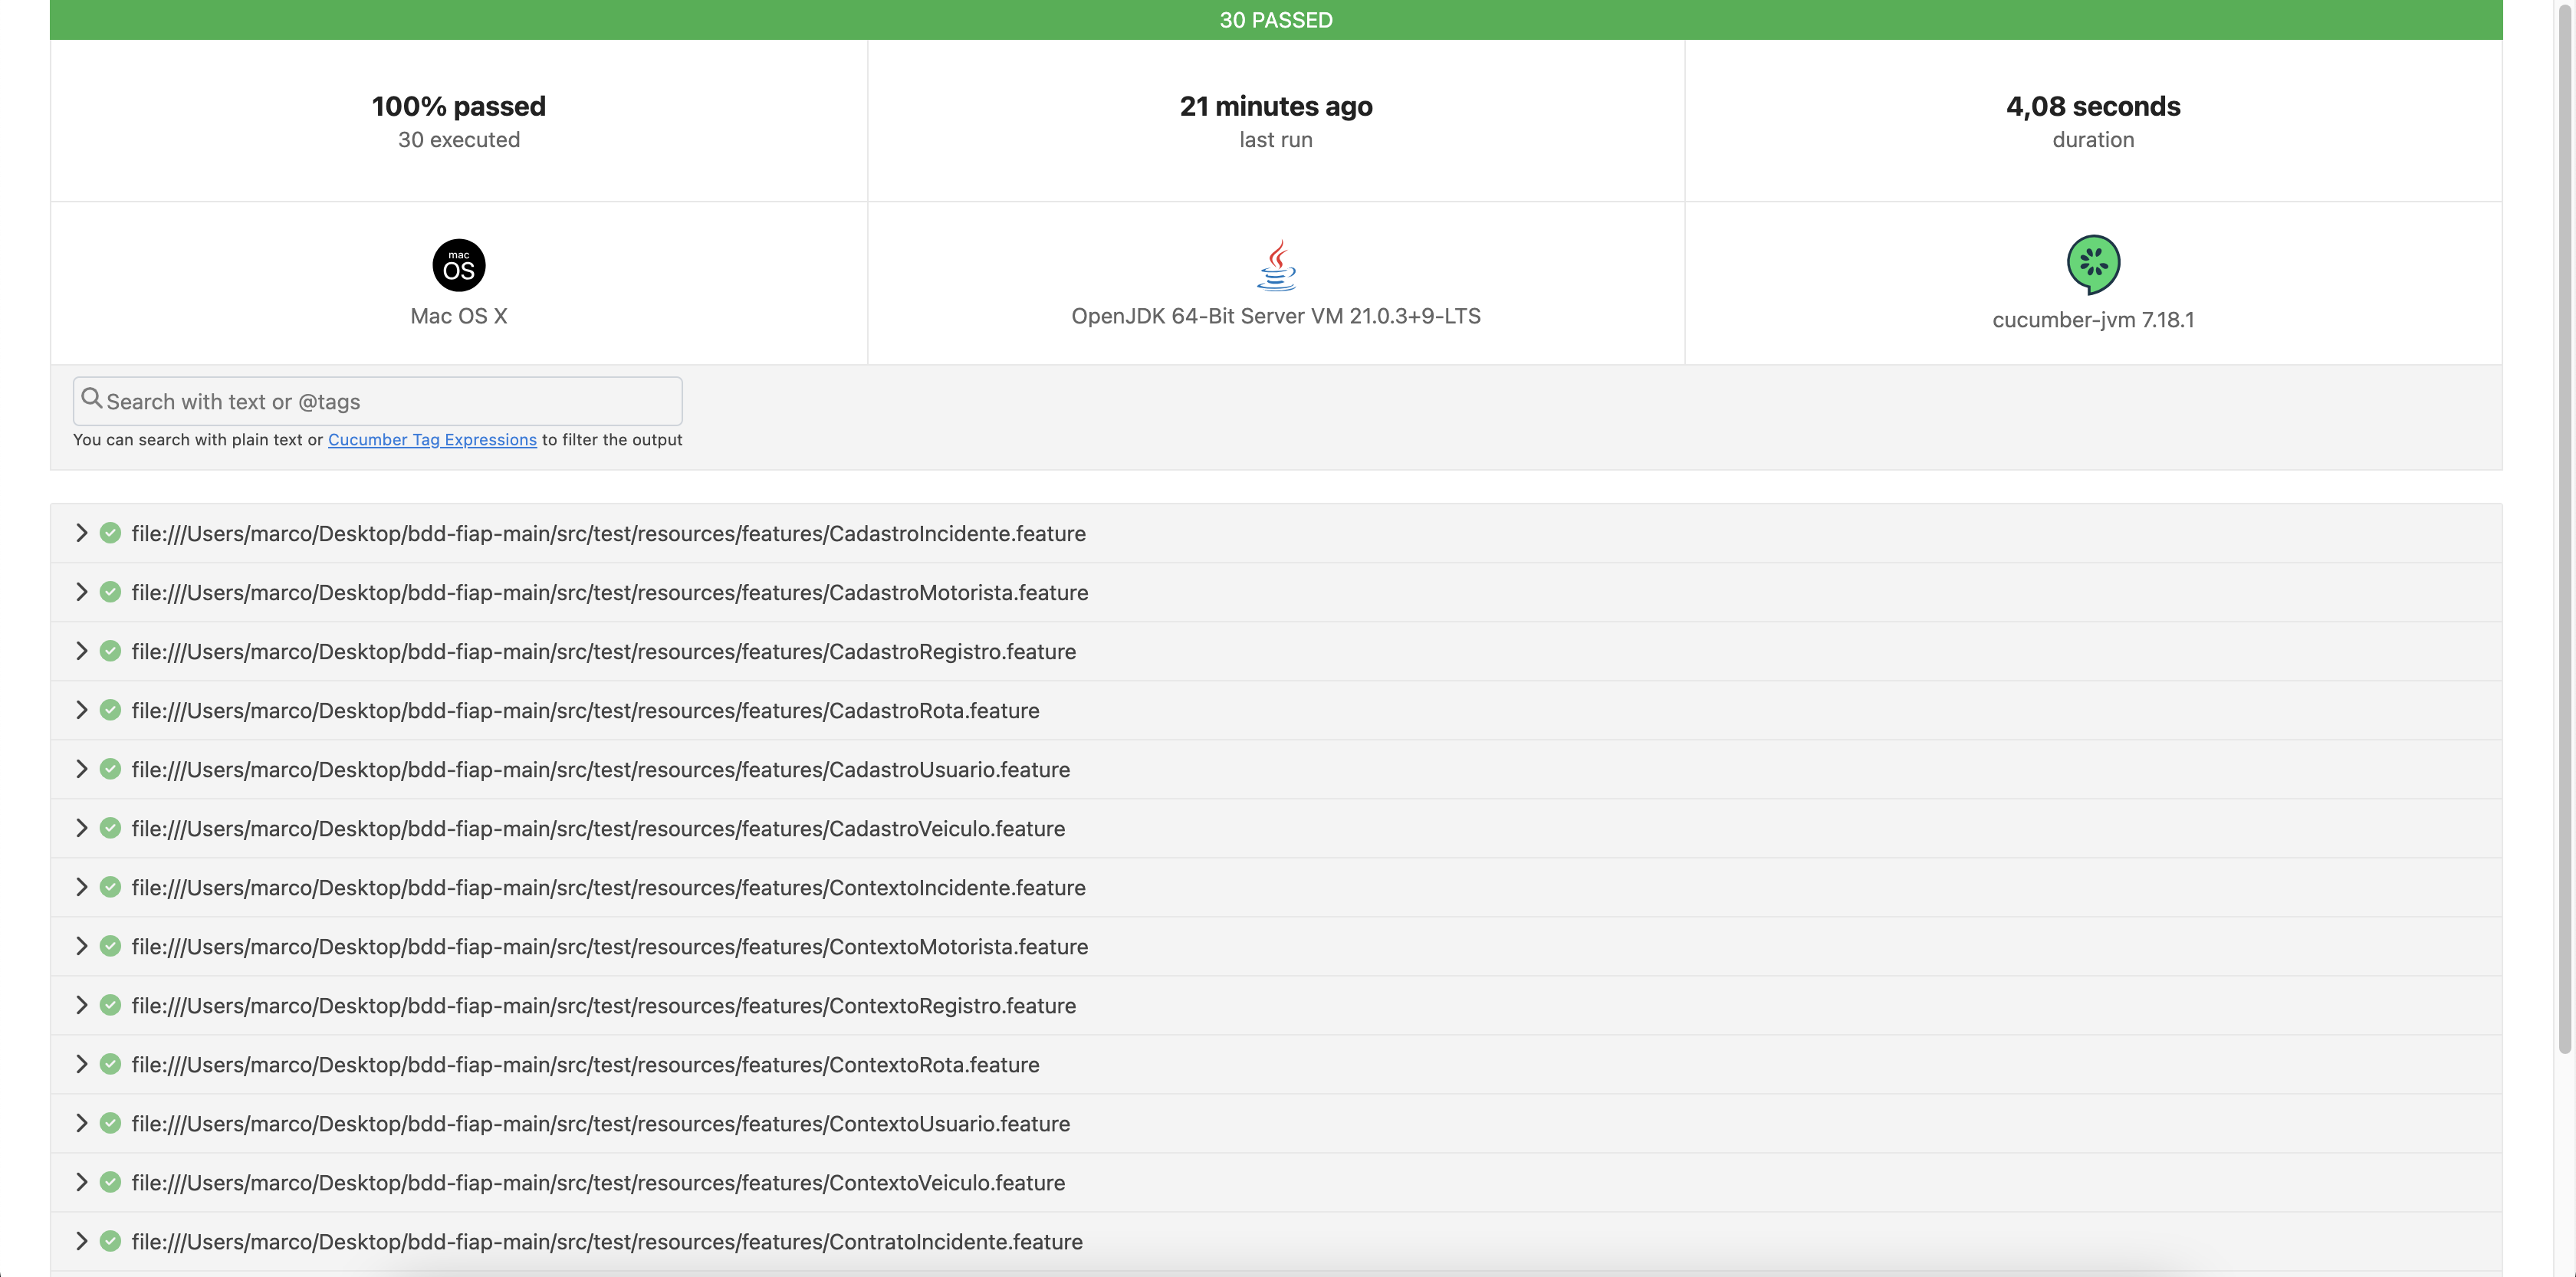 30 PASSED
100% passed
30 executed
21 minutes ago
last run
4,08 seconds
duration
mac
OS
Mac OS X
OpenJDK 64-Bit Server VM 21.0.3+9-LTS
cucumber-jvm 7.18.1
Search with text or @tags
You can search with plain text or Cucumber Tag Expressions to filter the output
file:///Users/marco/Desktop/bdd-fiap-main/src/test/resources/features/CadastroIncidente.feature
file:///Users/marco/Desktop/bdd-fiap-main/src/test/resources/features/CadastroMotorista.feature
file:///Users/marco/Desktop/bdd-fiap-main/src/test/resources/features/CadastroRegistro.feature
file:///Users/marco/Desktop/bdd-fiap-main/src/test/resources/features/CadastroRota.feature
file:///Users/marco/Desktop/bdd-fiap-main/src/test/resources/features/CadastroUsuario.feature
file:///Users/marco/Desktop/bdd-fiap-main/src/test/resources/features/CadastroVeiculo.feature
file:///Users/marco/Desktop/bdd-fiap-main/src/test/resources/features/ContextoIncidente.feature
file:///Users/marco/Desktop/bdd-fiap-main/src/test/resources/features/ContextoMotorista.feature
file:///Users/marco/Desktop/bdd-fiap-main/src/test/resources/features/ContextoRegistro.feature
file:///Users/marco/Desktop/bdd-fiap-main/src/test/resources/features/ContextoRota.feature
file:///Users/marco/Desktop/bdd-fiap-main/src/test/resources/features/ContextoUsuario.feature
file:///Users/marco/Desktop/bdd-fiap-main/src/test/resources/features/ContextoVeiculo.feature
file:///Users/marco/Desktop/bdd-fiap-main/src/test/resources/features/ContratoIncidente.feature